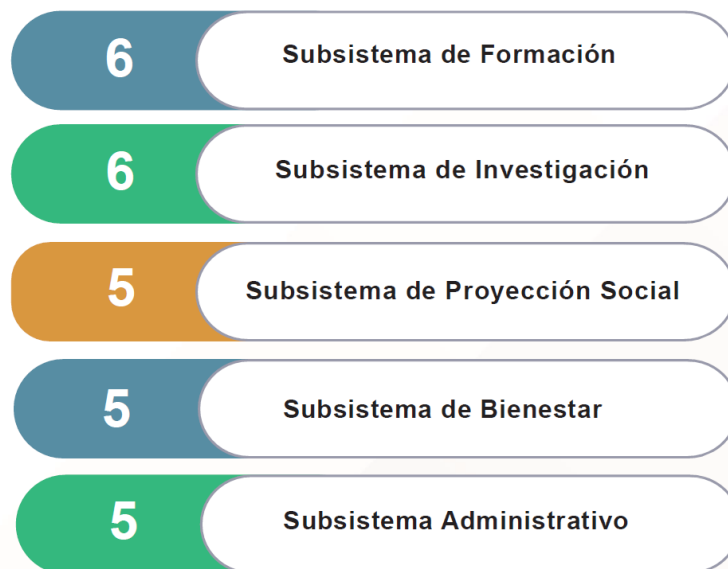 6 Subsistema de Formación
6 Subsistema de Investigación
5 Subsistema de Proyección Social
5 Subsistema de Bienestar
5 Subsistema Administrativo